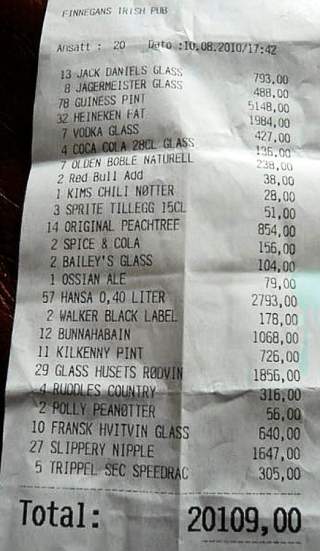 FINNEGANS IRISH PUB
Ansatt : 20 Dato :10.08.2010/17:42
13 JACK DANIELS GLASS 793,00
8 JAGERMEISTER GLASS 488,00
78 GUINESS PINT 5148,00
32 HEINEKEN FAT 1984,00
7 VODKA GLASS 427,00
4 COCA COLA 28CL GLASS 136,00
7 OLDEN BOBLE NATURELL 238,00
2 Red Bull Add 38,00
1 KIMS CHILI NØTTER 28,00
3 SPRITE TILLEGG 15CL 51,00
14 ORIGINAL PEACHTREE 854,00
2 SPICE & COLA 156,00
2 BAILEY'S GLASS 104,00
1 OSSIAN ALE 79,00
57 HANSA 0,40 LITER 2793,00
2 WALKER BLACK LABEL 178,00
12 BUNNAHABAIN 1068,00
11 KILKENNY PINT 726,00
29 GLASS HUSETS RØDVIN 1856,00
4 RUDDLES COUNTRY 316,00
2 POLLY PEANØTTER 56,00
10 FRANSK HVITVIN GLASS 640,00
27 SLIPPERY NIPPLE 1647,00
5 TRIPPEL SEC SPEEDRAC 305,00
Total: 20109,00